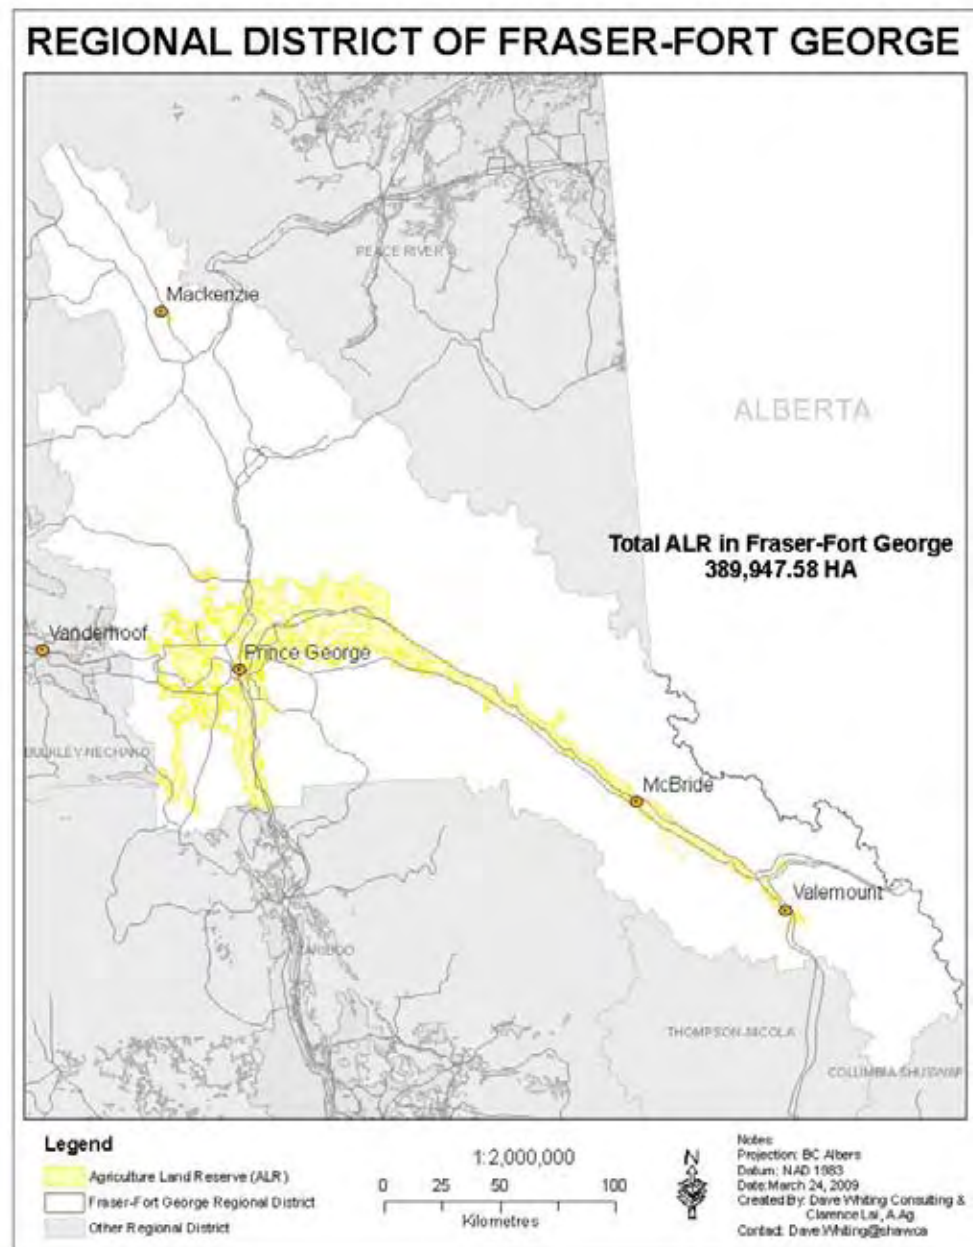 REGIONAL DISTRICT OF FRASER-FORT GEORGE
PEACE RIVER
Mackenzie
ALBERTA
Total ALR in Fraser-Fort George
389,947.58 HA
Vanderhoof
Prince George
BULKLEY-NECHAKO
McBride
Valemount
CARIBOO
THOMPSON-NICOLA
COLUMBIA-SHUSWAP
Legend
Agriculture Land Reserve (ALR)
Fraser-Fort George Regional District
Other Regional District
1:2,000,000
0 25 50 100
Kilometres
N
Notes:
Projection: BC Albers
Datum: NAD 1983
Date: March 24, 2009
Created By: Dave Whiting Consulting &
Clarence Lai, A.Ag.
Contact: Dave.Whiting@shaw.ca